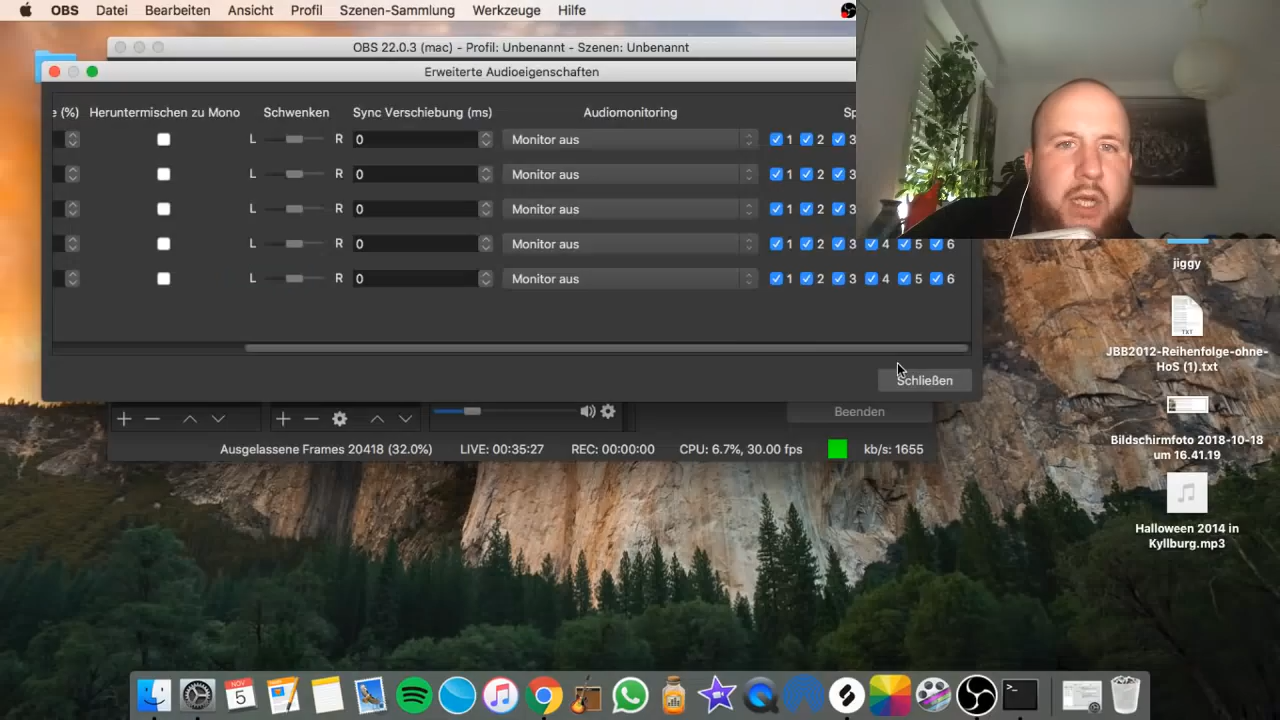 OBS Datei Bearbeiten Ansicht Profil Szenen-Sammlung Werkzeuge Hilfe
OBS 22.0.3 (mac) - Profil: Unbenannt - Szenen: Unbenannt
Erweiterte Audioeigenschaften
(%) Heruntermischen zu Mono Schwenken Sync Verschiebung (ms) Audiomonitoring
L R 0 Monitor aus 1 2 3
L R 0 Monitor aus 1 2 3
L R 0 Monitor aus 1 2 3
L R 0 Monitor aus 1 2 3 4 5 6
L R 0 Monitor aus 1 2 3 4 5 6
Schließen
Beenden
Ausgelassene Frames 20418 (32.0%) LIVE: 00:35:27 REC: 00:00:00 CPU: 6.7%, 30.00 fps kb/s: 1655
jiggy
TXT
JBB2012-Reihenfolge-ohne-
HoS (1).txt
Bildschirmfoto 2018-10-18
um 16.41.19
Halloween 2014 in
Kyllburg.mp3
NOV
5